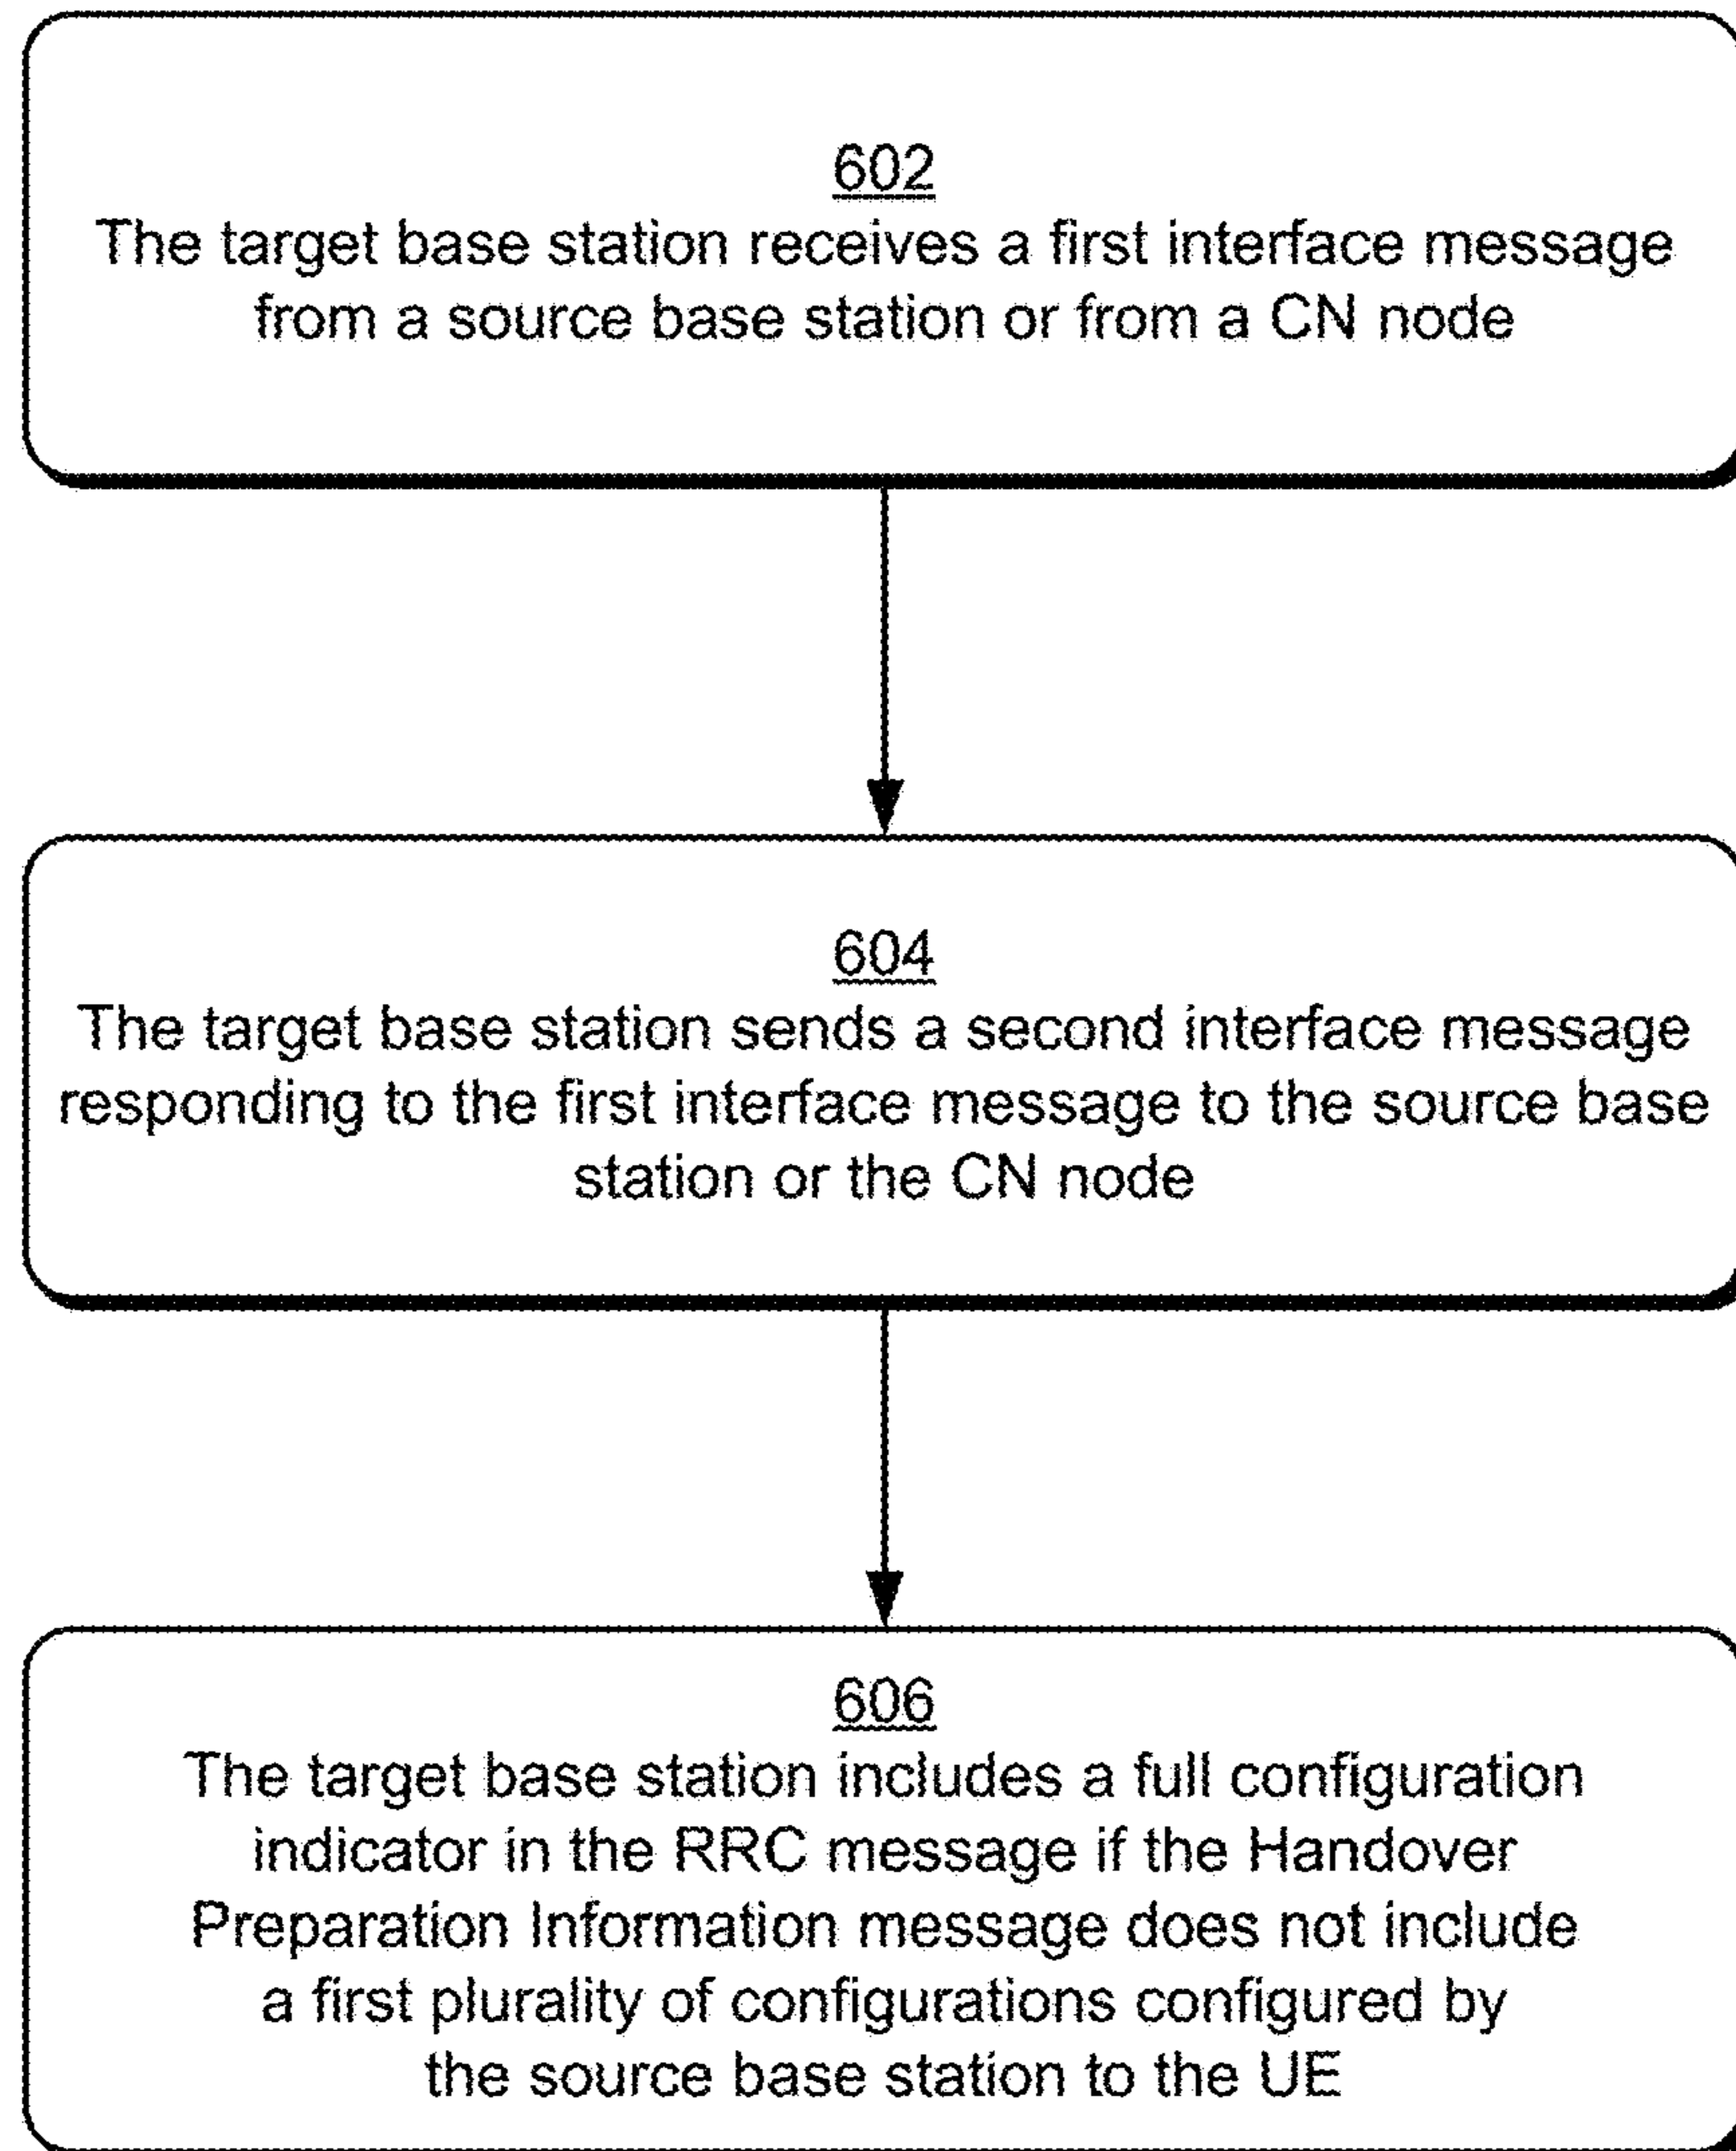 602
The target base station receives a first interface message
from a source base station or from a CN node
604
The target base station sends a second interface message
responding to the first interface message to the source base
station or the CN node
606
The target base station includes a full configuration
indicator in the RRC message if the Handover
Preparation Information message does not include
a first plurality of configurations configured by
the source base station to the UE